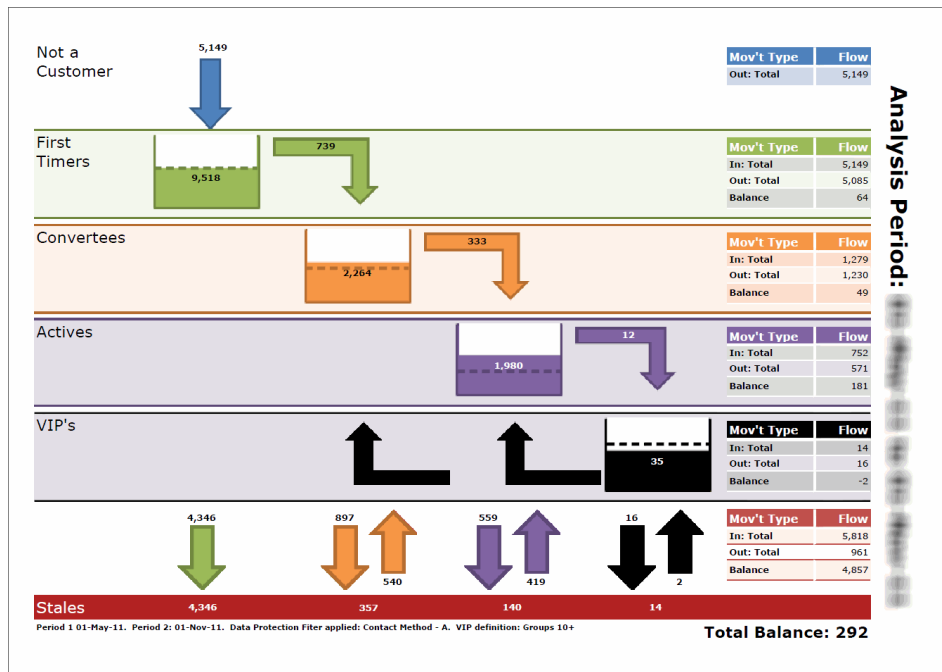 Not a
Customer
5,149
Mov't Type Flow
Out: Total 5,149
First
Timers
9,518
739
Mov't Type Flow
In: Total 5,149
Out: Total 5,085
Balance 64
Convertees
2,264
333
Mov't Type Flow
In: Total 1,279
Out: Total 1,230
Balance 49
Actives
1,980
12
Mov't Type Flow
In: Total 752
Out: Total 571
Balance 181
VIP's
35
Mov't Type Flow
In: Total 14
Out: Total 16
Balance -2
4,346
897
540
559
419
16
2
Mov't Type Flow
In: Total 5,818
Out: Total 961
Balance 4,857
Stales 4,346 357 140 14
Period 1 01-May-11. Period 2: 01-Nov-11. Data Protection Fiter applied: Contact Method - A. VIP definition: Groups 10+
Total Balance: 292
Analysis Period: